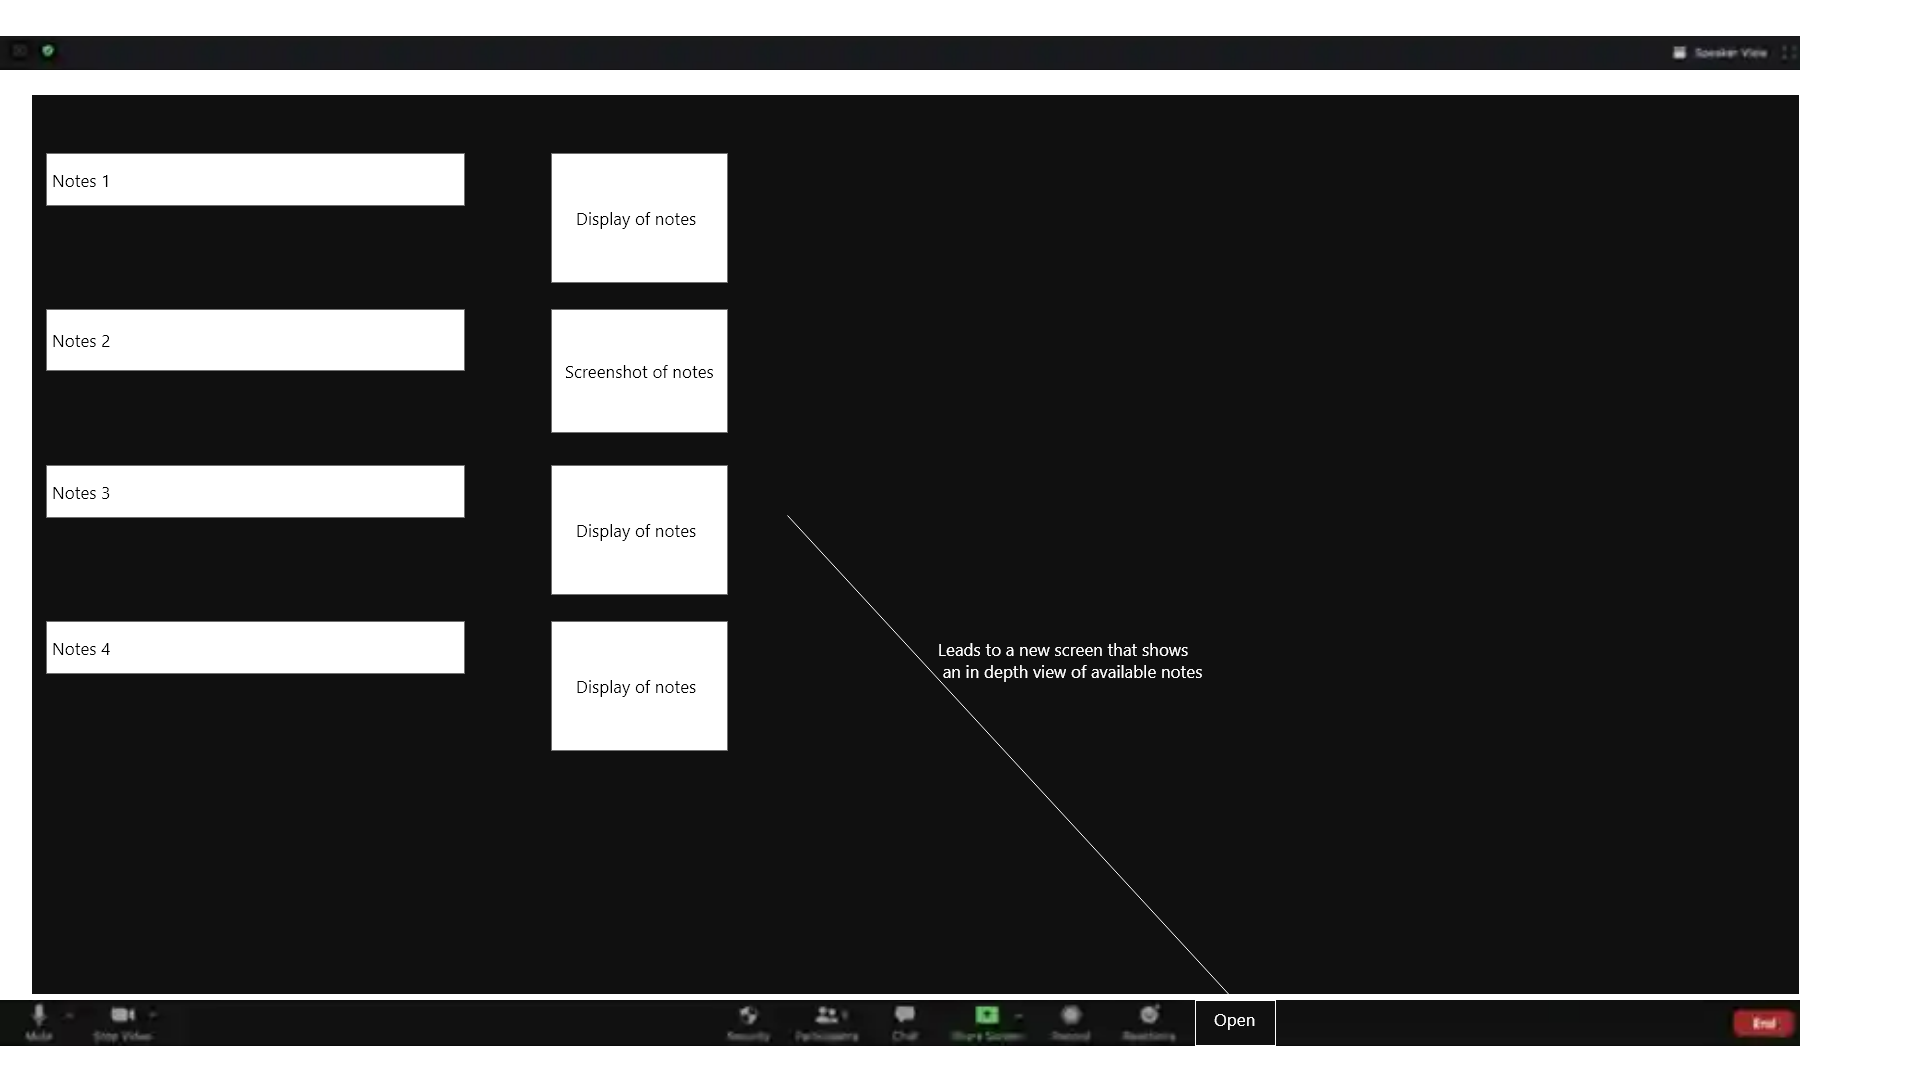 Speaker View
Notes 1
Display of notes
Notes 2
Screenshot of notes
Notes 3
Display of notes
Leads to a new screen that shows
an in depth view of available notes
Notes 4
Display of notes
Mute
Stop Video
Security
Participants
Chat
Share Screen
Record
Reactions
Open
End